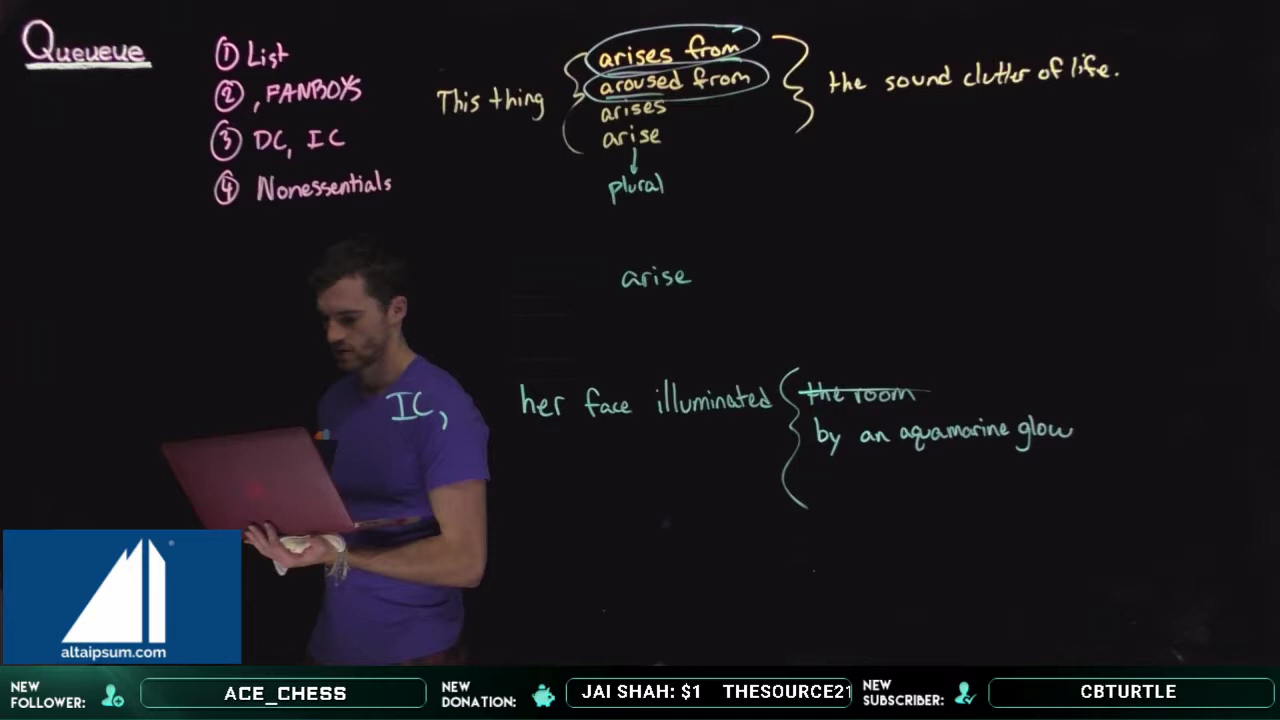 Queueue
① List
② , FANBOYS
③ DC, IC
④ Nonessentials
This thing
arises from
aroused from
arises
arise
the sound clutter of life.
plural
arise
IC, her face illuminated
the room
by an aquamarine glow
altaipsum.com
NEW FOLLOWER: ACE_CHESS
NEW DONATION: JAI SHAH: $1 THESOURCE21
NEW SUBSCRIBER: CBTURTLE